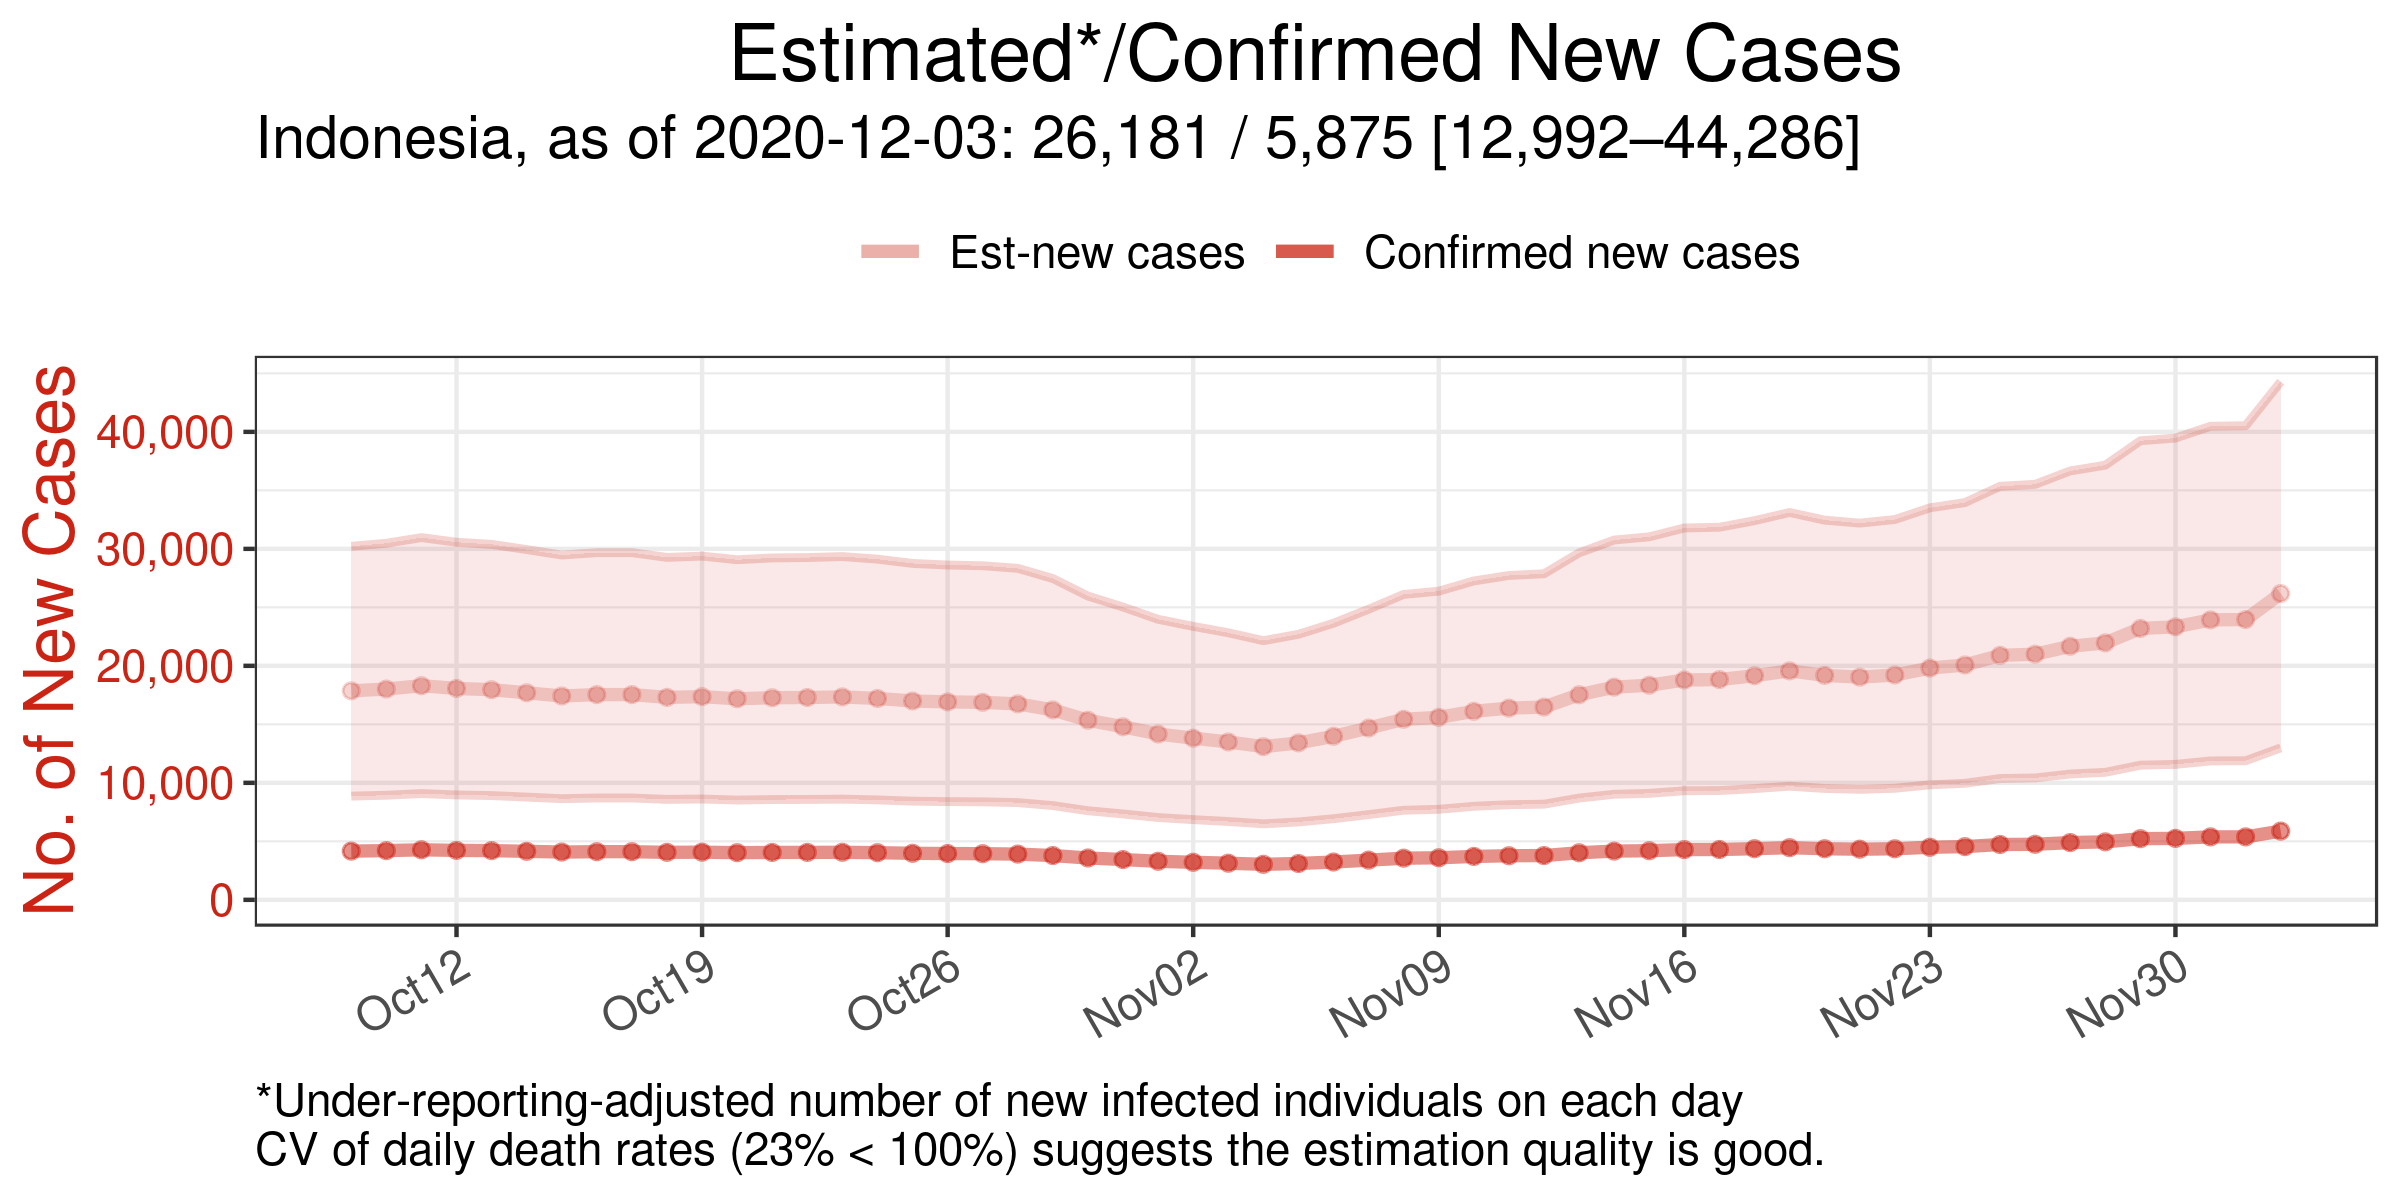 Estimated*/Confirmed New Cases
Indonesia, as of 2020-12-03: 26,181 / 5,875 [12,992–44,286]
Est-new cases
Confirmed new cases
No. of New Cases
40,000
30,000
20,000
10,000
0
Oct12
Oct19
Oct26
Nov02
Nov09
Nov16
Nov23
Nov30
*Under-reporting-adjusted number of new infected individuals on each day
CV of daily death rates (23% < 100%) suggests the estimation quality is good.